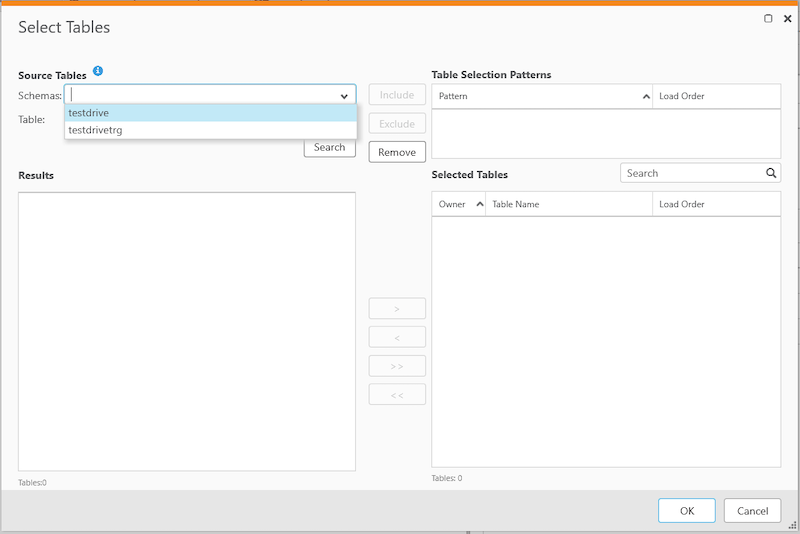 Select Tables
Source Tables
Schemas:
testdrive
testdrivetrg
Table:
Search
Include
Exclude
Remove
Table Selection Patterns
Pattern
Load Order
Results
Selected Tables
Search
Owner
Table Name
Load Order
>
<
>>
<<
Tables:0
Tables: 0
OK
Cancel